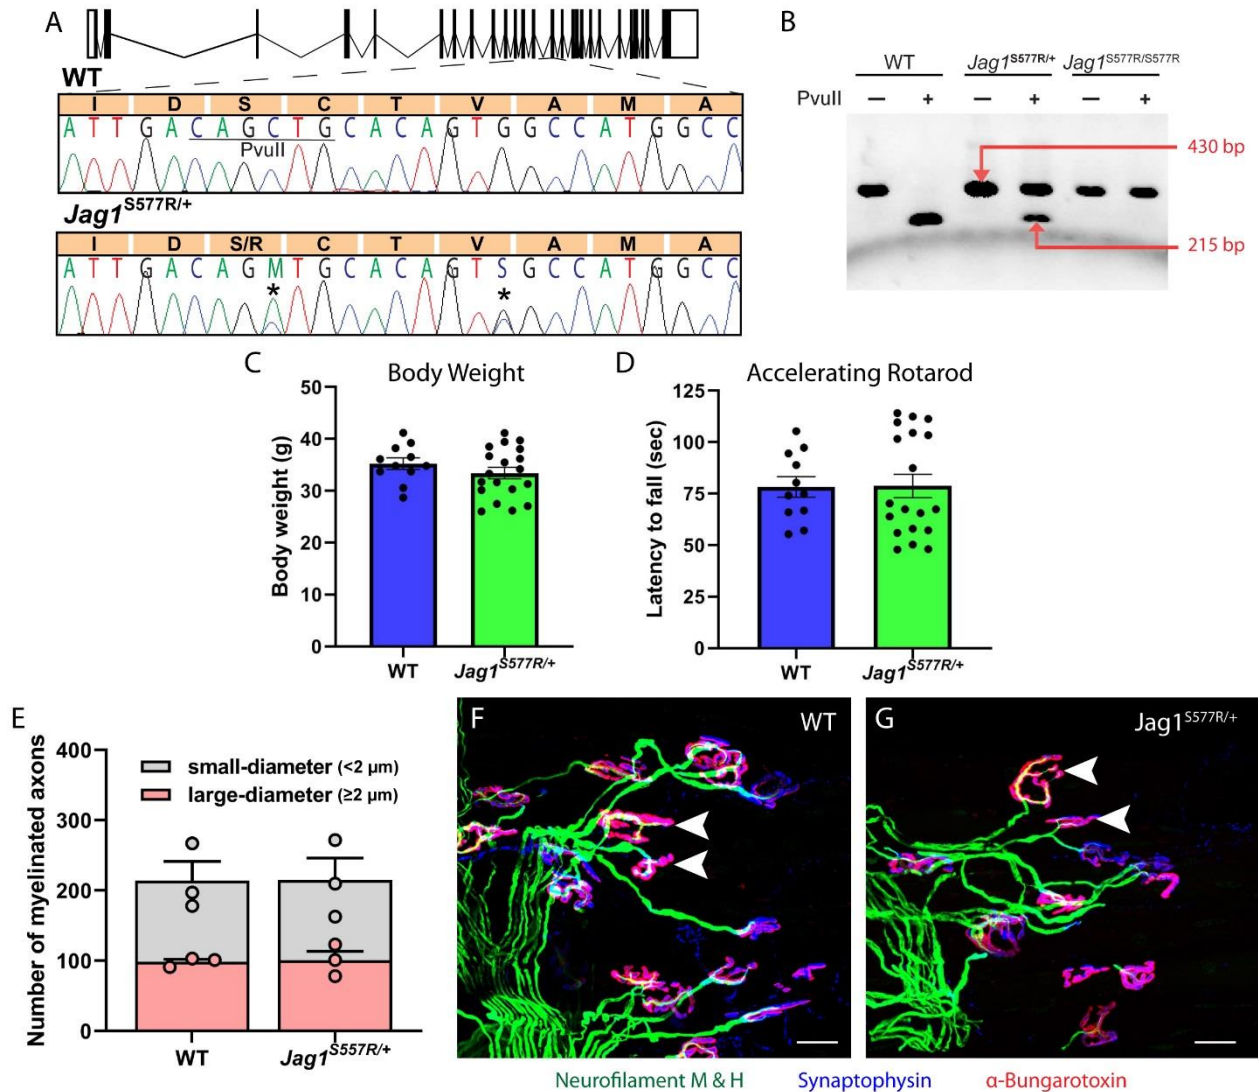 A
WT
I D S C T V A M A
A T T G A C A G C T G C A C A G T G G C C A T G G C C
PvuII
Jag1S577R/+
I D S/R C T V A M A
A T T G A C A G M T G C A C A G T S G C C A T G G C C
* *
B
WT Jag1S577R/+ Jag1S577R/S577R
PvuII − + − + − +
430 bp
215 bp
C
Body Weight
Body weight (g)
50
40
30
20
10
0
WT Jag1S577R/+
D
Accelerating Rotarod
Latency to fall (sec)
125
100
75
50
25
0
WT Jag1S577R/+
E
Number of myelinated axons
400
300
200
100
0
small-diameter (<2 µm)
large-diameter (≥2 µm)
WT Jag1S557R/+
F
WT
G
Jag1S577R/+
Neurofilament M & H Synaptophysin α-Bungarotoxin